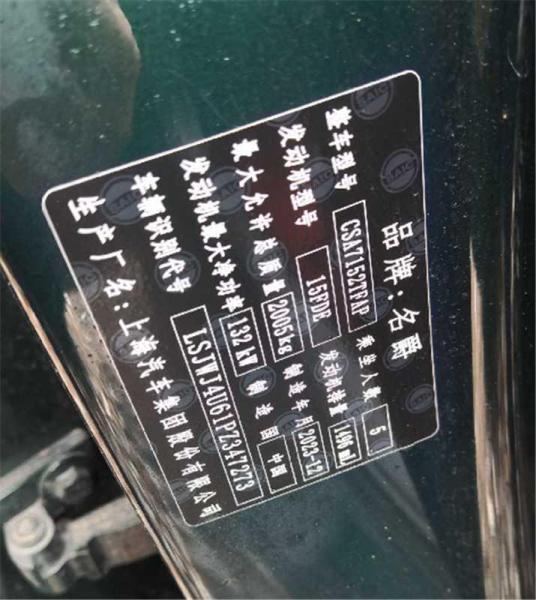 品牌:名爵
整车型号 CSA7152TFAP 乘坐人数 5
发动机型号 15FDE 发动机排量 1496 mL
最大允许总质量 2005kg 制造年月 2023-12
发动机最大净功率 132 kW 制造国 中国
车辆识别代号 LSJWJ4U61PZ347273
生产厂名:上海汽车集团股份有限公司